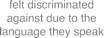 felt discriminated
against due to the
language they speak